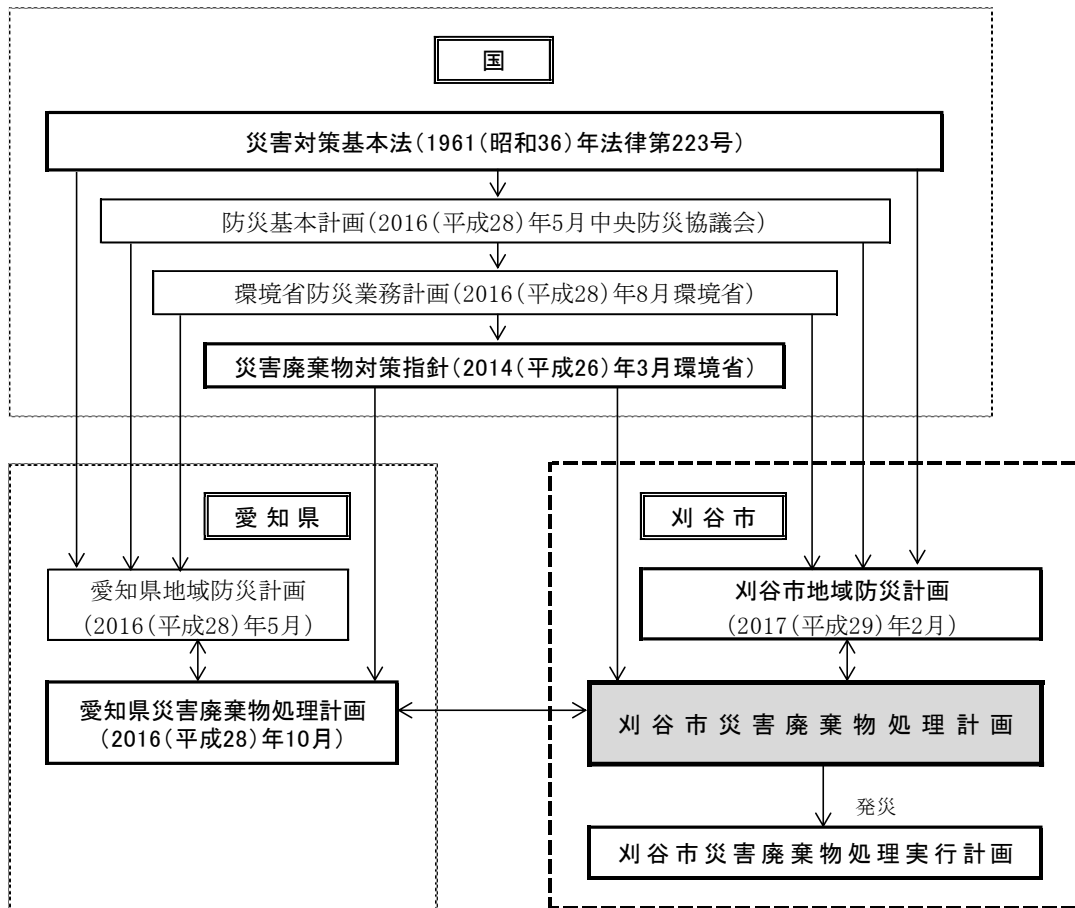 国
災害対策基本法(1961(昭和36)年法律第223号)
防災基本計画(2016(平成28)年5月中央防災協議会)
環境省防災業務計画(2016(平成28)年8月環境省)
災害廃棄物対策指針(2014(平成26)年3月環境省)
愛知県
愛知県地域防災計画
(2016(平成28)年5月)
愛知県災害廃棄物処理計画
(2016(平成28)年10月)
刈谷市
刈谷市地域防災計画
(2017(平成29)年2月)
刈谷市災害廃棄物処理計画
発災
刈谷市災害廃棄物処理実行計画